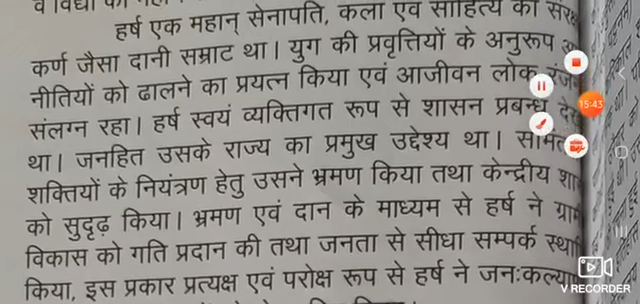 हर्ष एक महान् सेनापति, कला एवं साहित्य का
कर्ण जैसा दानी सम्राट था। युग की प्रवृत्तियों के अनुरूप
नीतियों को ढालने का प्रयत्न किया एवं आजीवन लोक
संलग्न रहा। हर्ष स्वयं व्यक्तिगत रूप से शासन प्रबन्ध
था। जनहित उसके राज्य का प्रमुख उद्देश्य था।
शक्तियों के नियंत्रण हेतु उसने भ्रमण किया तथा केन्द्रीय
को सुदृढ़ किया। भ्रमण एवं दान के माध्यम से हर्ष ने
विकास को गति प्रदान की तथा जनता से सीधा सम्पर्क
किया, इस प्रकार प्रत्यक्ष एवं परोक्ष रूप से हर्ष ने
15:43
V RECORDER